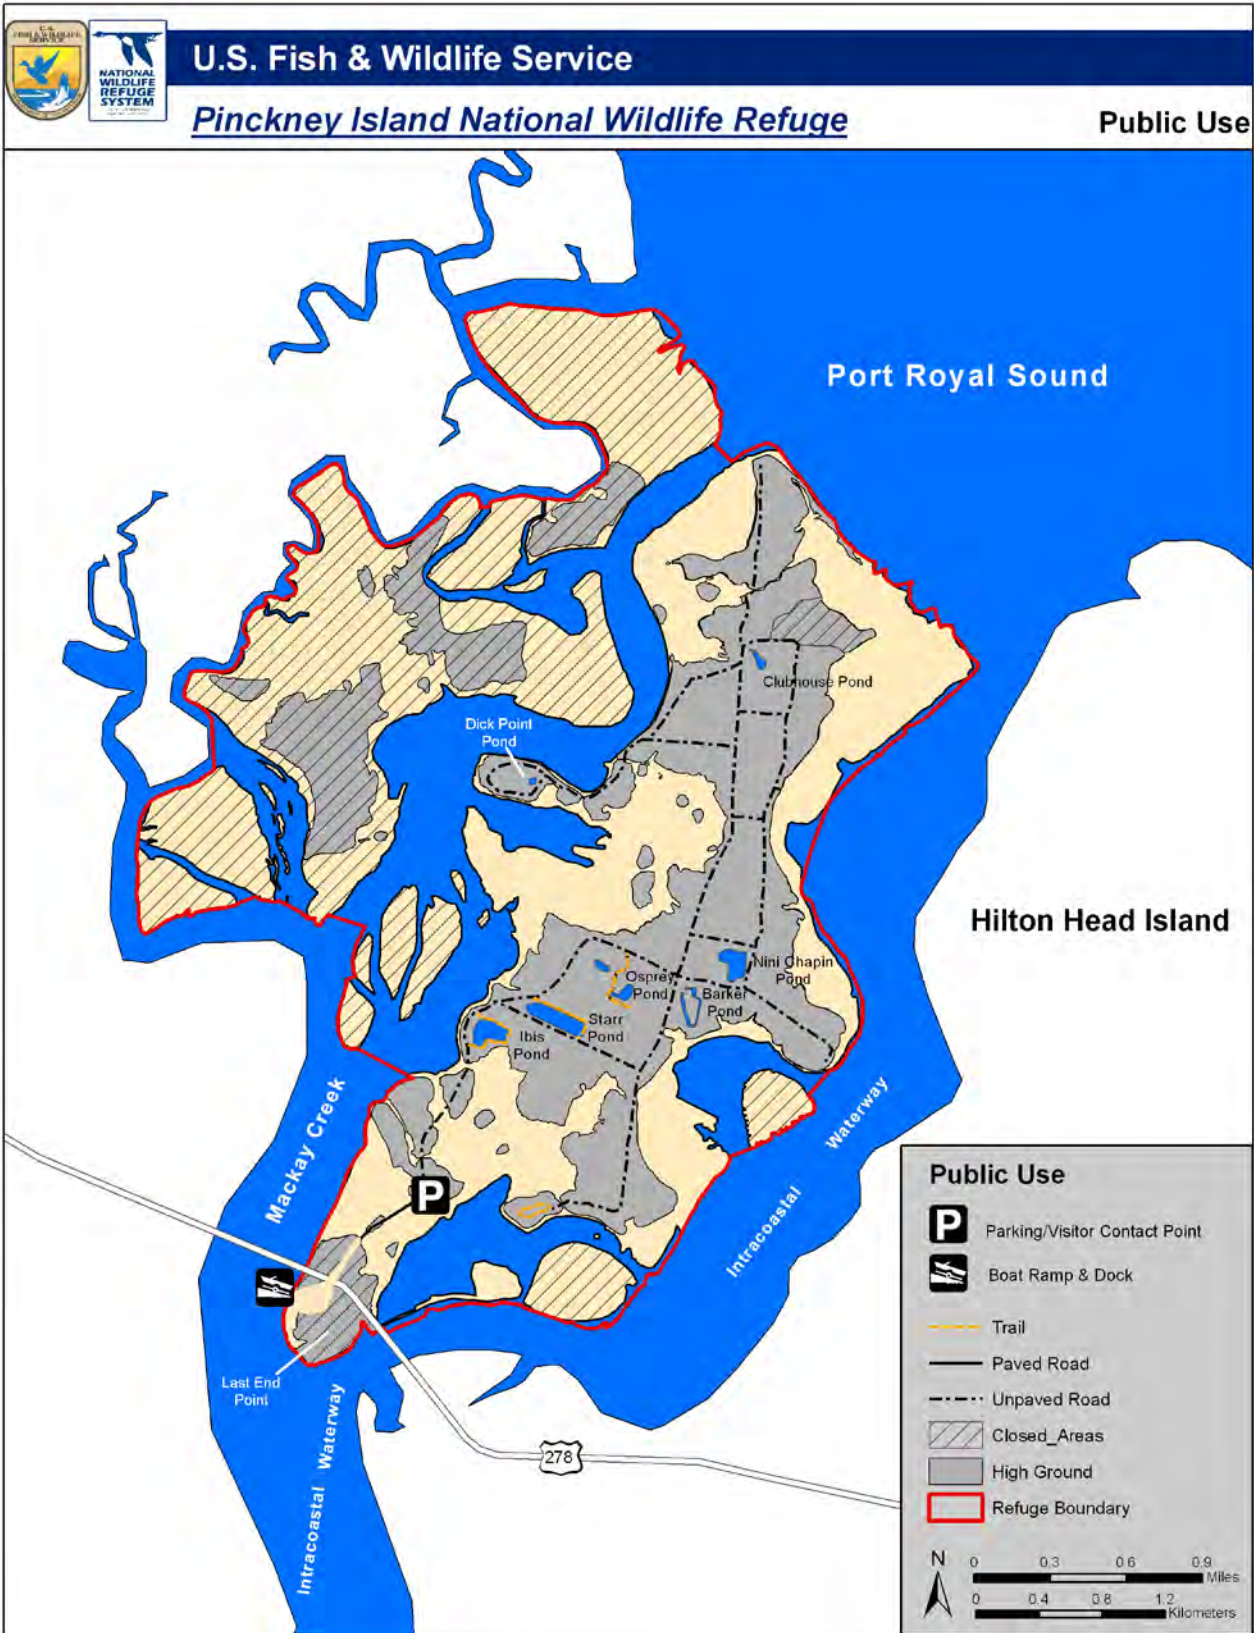 U.S.
FISH & WILDLIFE
SERVICE
NATIONAL
WILDLIFE
REFUGE
SYSTEM
U.S. Fish & Wildlife Service
Pinckney Island National Wildlife Refuge
Public Use
Port Royal Sound
Clubhouse Pond
Dick Point
Pond
Hilton Head Island
Nini Chapin
Pond
Osprey
Pond
Barker
Pond
Starr
Pond
Ibis
Pond
Mackay Creek
Intracoastal Waterway
P
Last End
Point
Intracoastal Waterway
278
Public Use
P Parking/Visitor Contact Point
Boat Ramp & Dock
Trail
Paved Road
Unpaved Road
Closed_Areas
High Ground
Refuge Boundary
N
0 0.3 0.6 0.9
Miles
0 0.4 0.8 1.2
Kilometers